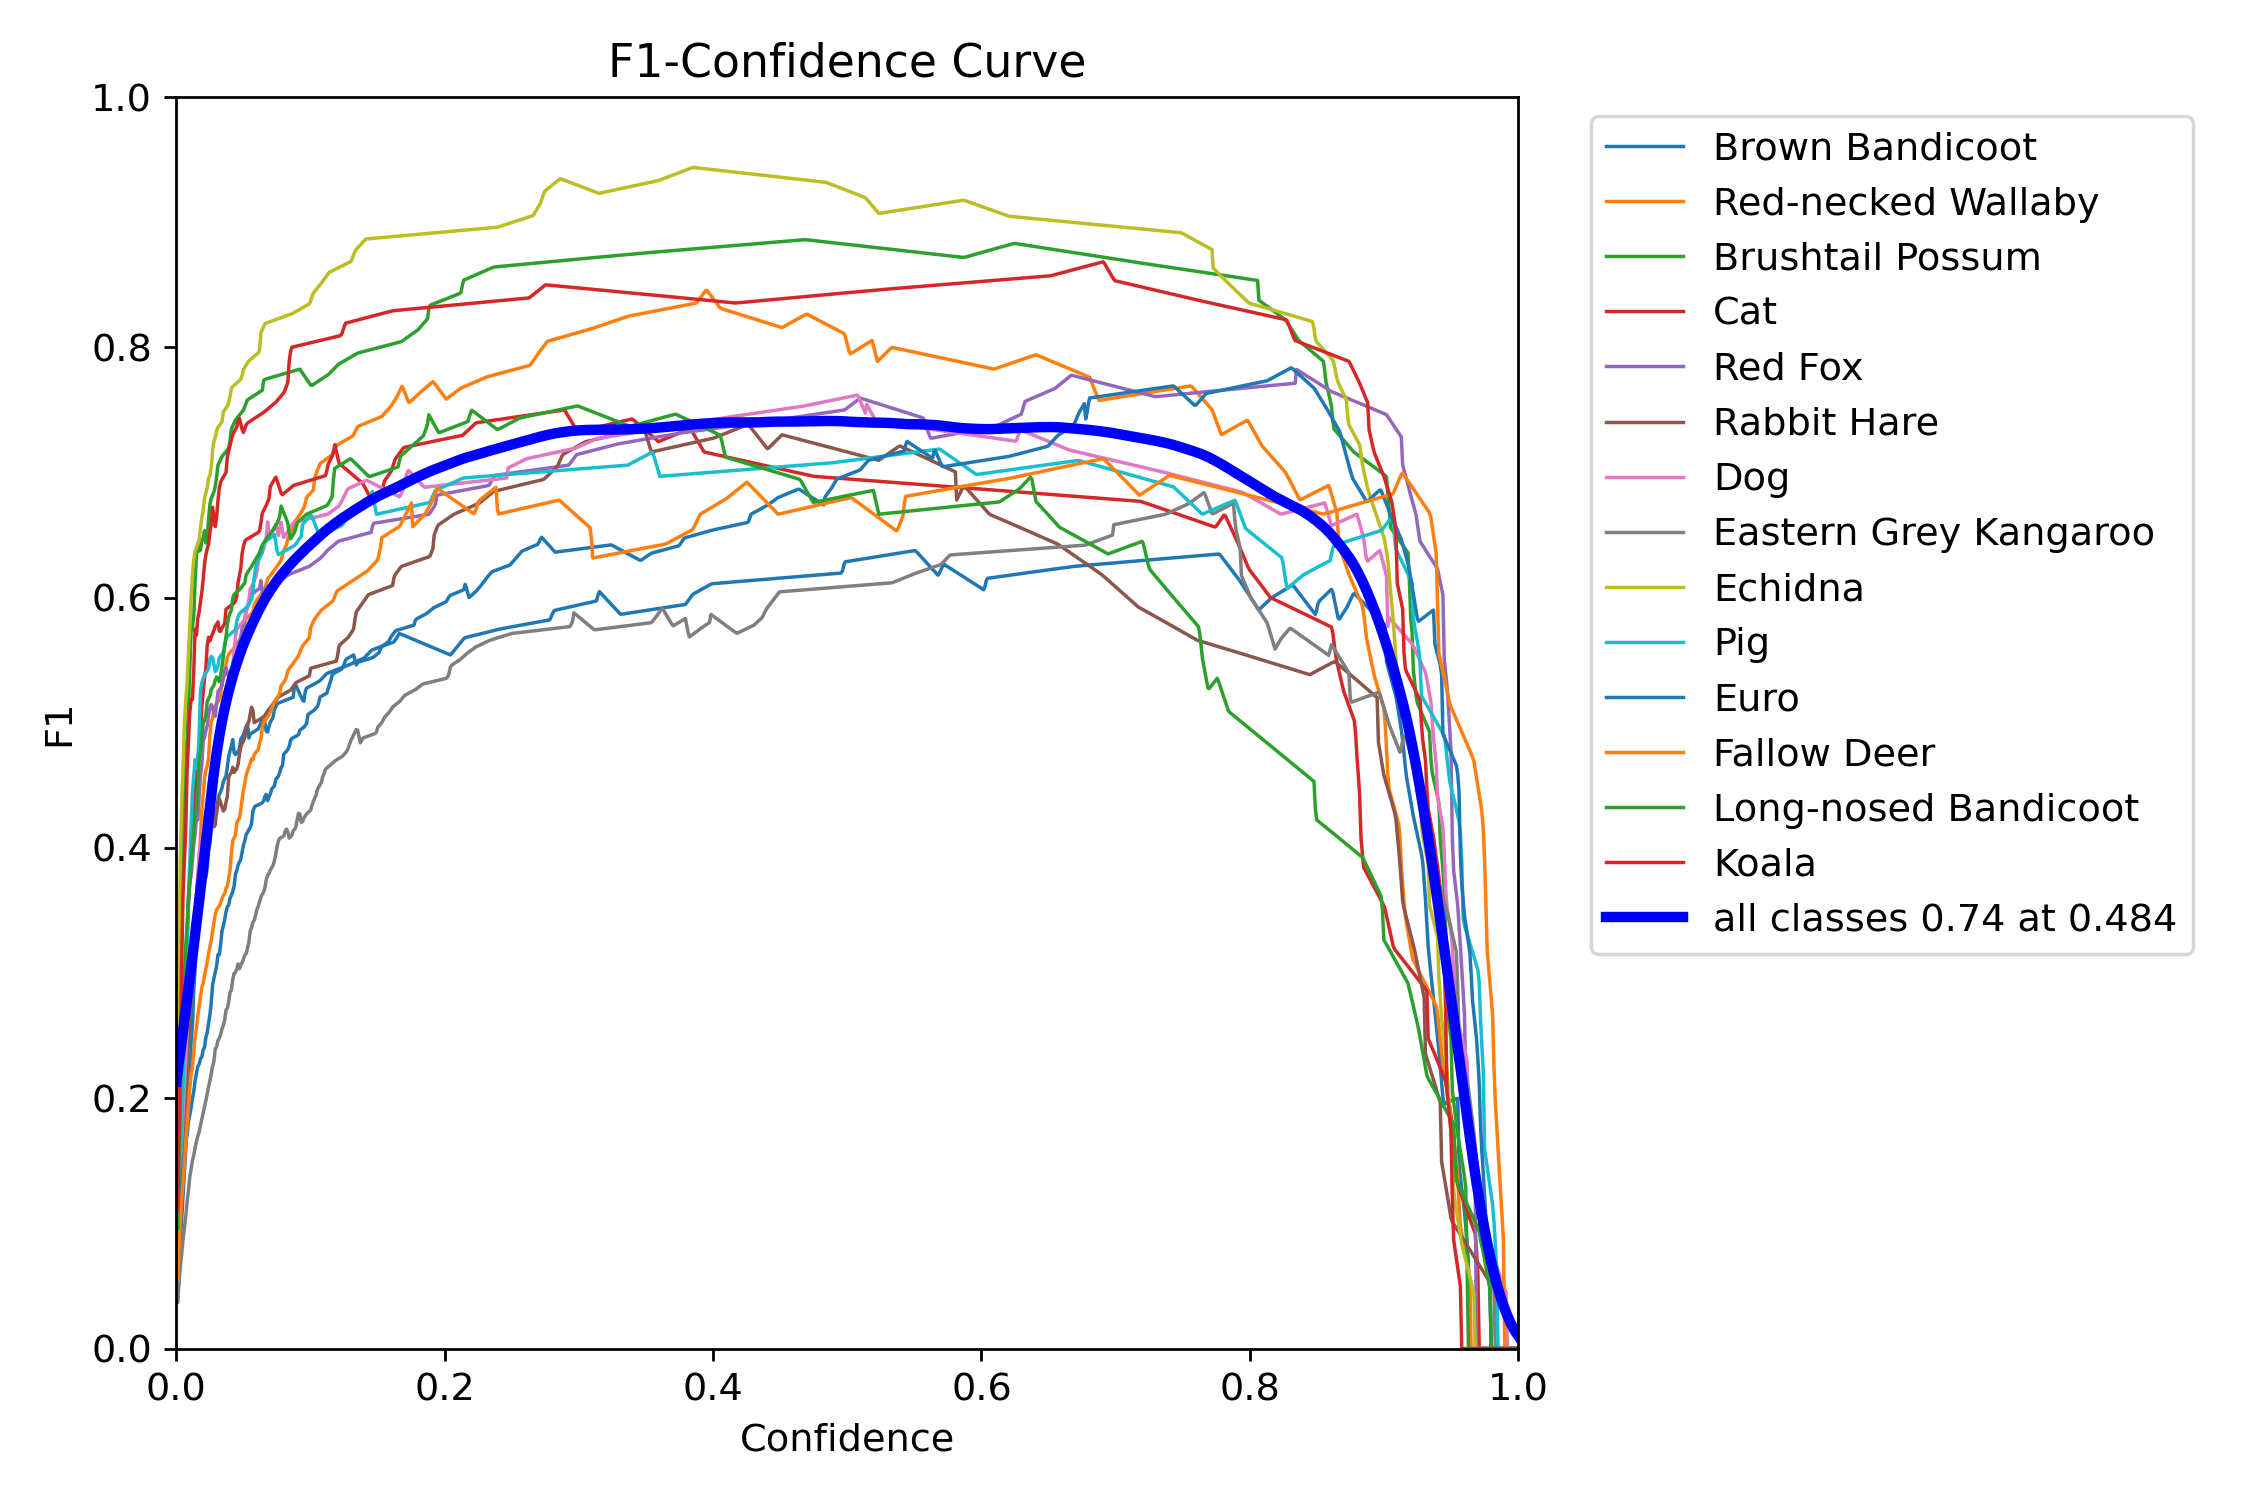 F1-Confidence Curve
1.0
0.8
0.6
0.4
0.2
0.0
F1
0.0 0.2 0.4 0.6 0.8 1.0
Confidence
Brown Bandicoot
Red-necked Wallaby
Brushtail Possum
Cat
Red Fox
Rabbit Hare
Dog
Eastern Grey Kangaroo
Echidna
Pig
Euro
Fallow Deer
Long-nosed Bandicoot
Koala
all classes 0.74 at 0.484